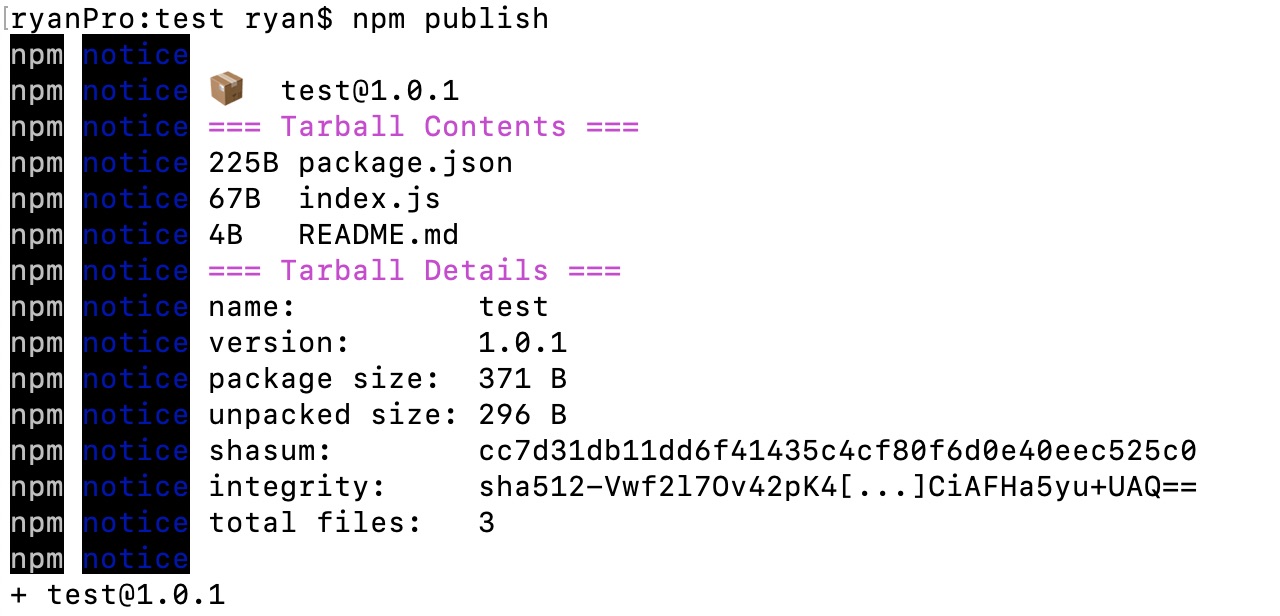 ryanPro:test ryan$ npm publish
npm notice
npm notice 📦  test@1.0.1
npm notice === Tarball Contents ===
npm notice 225B package.json
npm notice 67B  index.js
npm notice 4B   README.md
npm notice === Tarball Details ===
npm notice name:          test
npm notice version:       1.0.1
npm notice package size:  371 B
npm notice unpacked size: 296 B
npm notice shasum:        cc7d31db11dd6f41435c4cf80f6d0e40eec525c0
npm notice integrity:     sha512-Vwf2l7Ov42pK4[...]CiAFHa5yu+UAQ==
npm notice total files:   3
npm notice
+ test@1.0.1